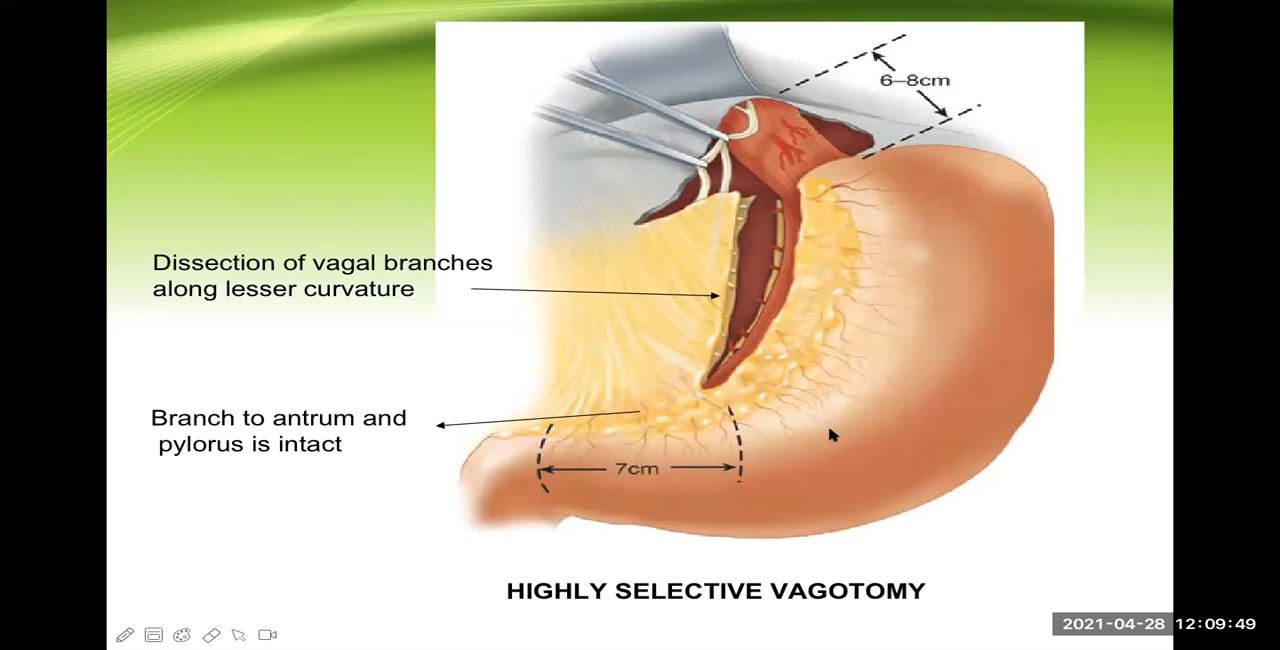 6–8cm
Dissection of vagal branches
along lesser curvature
Branch to antrum and
pylorus is intact
7cm
HIGHLY SELECTIVE VAGOTOMY
2021-04-28 12:09:49